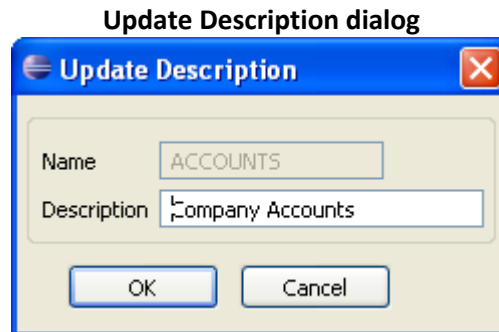 Update Description dialog
Update Description
Name ACCOUNTS
Description Company Accounts
OK Cancel